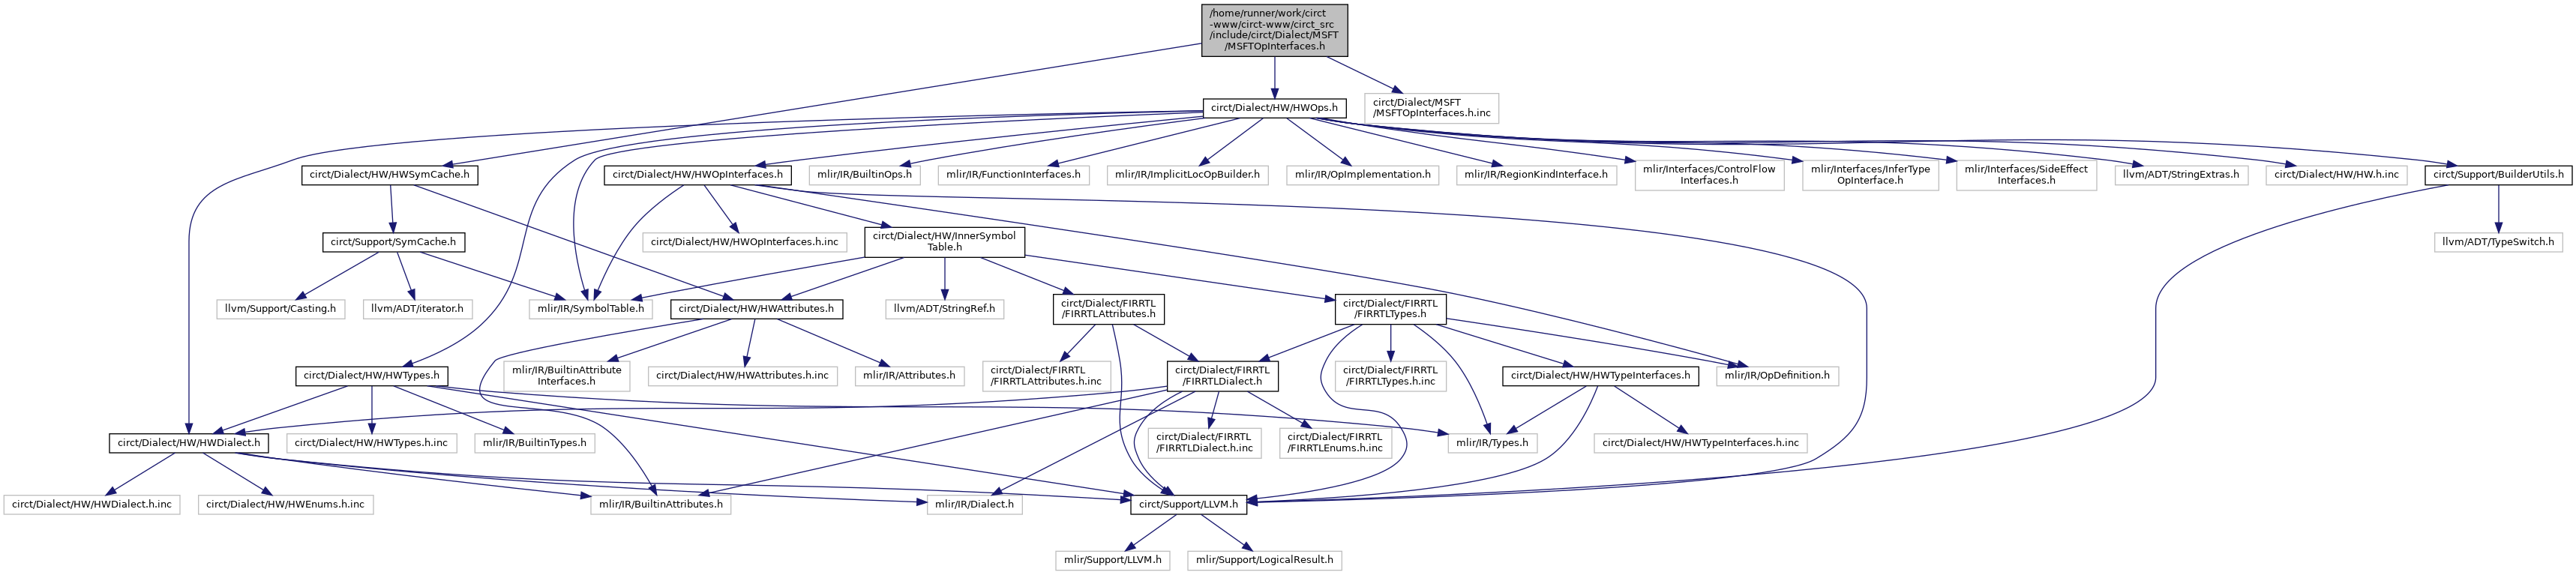 /home/runner/work/circt
-www/circt-www/circt_src
/include/circt/Dialect/MSFT
/MSFTOpInterfaces.h
circt/Dialect/HW/HWOps.h
circt/Dialect/MSFT
/MSFTOpInterfaces.h.inc
circt/Dialect/HW/HWSymCache.h
circt/Dialect/HW/HWOpInterfaces.h
mlir/IR/BuiltinOps.h
mlir/IR/FunctionInterfaces.h
mlir/IR/ImplicitLocOpBuilder.h
mlir/IR/OpImplementation.h
mlir/IR/RegionKindInterface.h
mlir/Interfaces/ControlFlow
Interfaces.h
mlir/Interfaces/InferType
OpInterface.h
mlir/Interfaces/SideEffect
Interfaces.h
llvm/ADT/StringExtras.h
circt/Dialect/HW/HW.h.inc
circt/Support/BuilderUtils.h
circt/Support/SymCache.h
circt/Dialect/HW/HWOpInterfaces.h.inc
circt/Dialect/HW/InnerSymbol
Table.h
llvm/ADT/TypeSwitch.h
llvm/Support/Casting.h
llvm/ADT/iterator.h
mlir/IR/SymbolTable.h
circt/Dialect/HW/HWAttributes.h
llvm/ADT/StringRef.h
circt/Dialect/FIRRTL
/FIRRTLAttributes.h
circt/Dialect/FIRRTL
/FIRRTLTypes.h
circt/Dialect/HW/HWTypes.h
mlir/IR/BuiltinAttribute
Interfaces.h
circt/Dialect/HW/HWAttributes.h.inc
mlir/IR/Attributes.h
circt/Dialect/FIRRTL
/FIRRTLAttributes.h.inc
circt/Dialect/FIRRTL
/FIRRTLDialect.h
circt/Dialect/FIRRTL
/FIRRTLTypes.h.inc
circt/Dialect/HW/HWTypeInterfaces.h
mlir/IR/OpDefinition.h
circt/Dialect/HW/HWDialect.h
circt/Dialect/HW/HWTypes.h.inc
mlir/IR/BuiltinTypes.h
circt/Dialect/FIRRTL
/FIRRTLDialect.h.inc
circt/Dialect/FIRRTL
/FIRRTLEnums.h.inc
mlir/IR/Types.h
circt/Dialect/HW/HWTypeInterfaces.h.inc
circt/Dialect/HW/HWDialect.h.inc
circt/Dialect/HW/HWEnums.h.inc
mlir/IR/BuiltinAttributes.h
mlir/IR/Dialect.h
circt/Support/LLVM.h
mlir/Support/LLVM.h
mlir/Support/LogicalResult.h